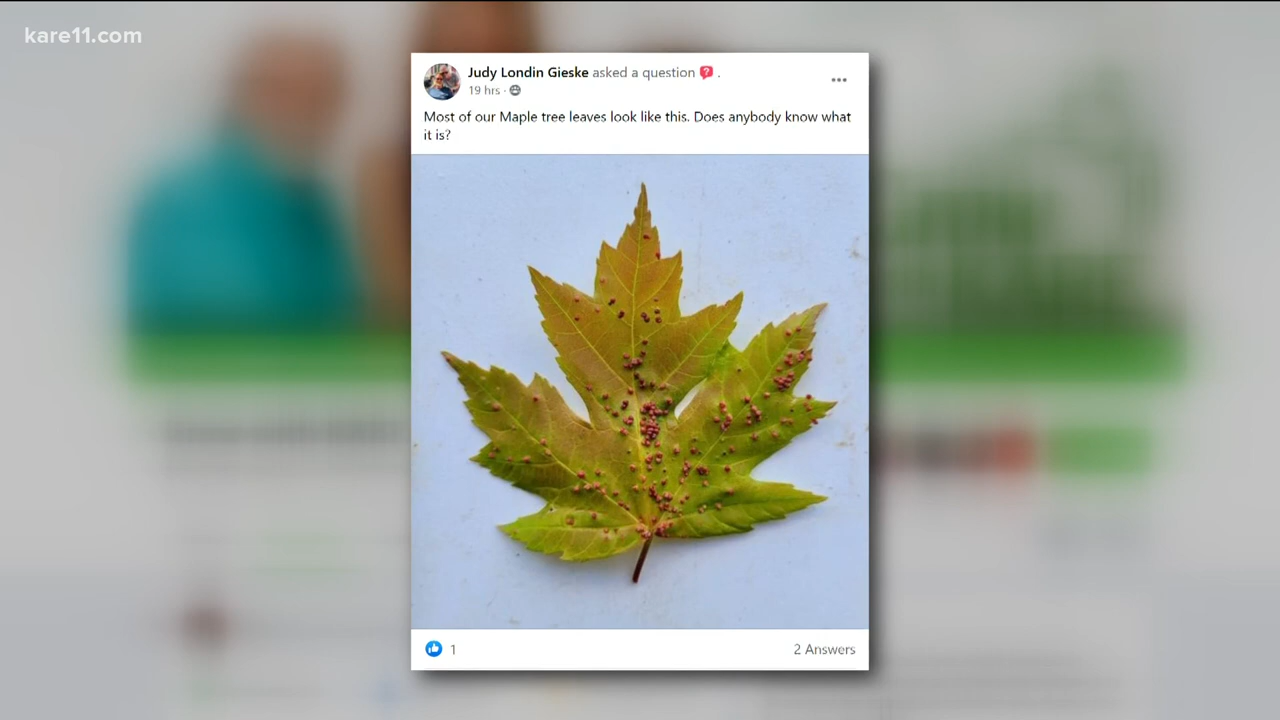 kare11.com
Judy Londin Gieske asked a question .
19 hrs ·
Most of our Maple tree leaves look like this. Does anybody know what
it is?
1
2 Answers